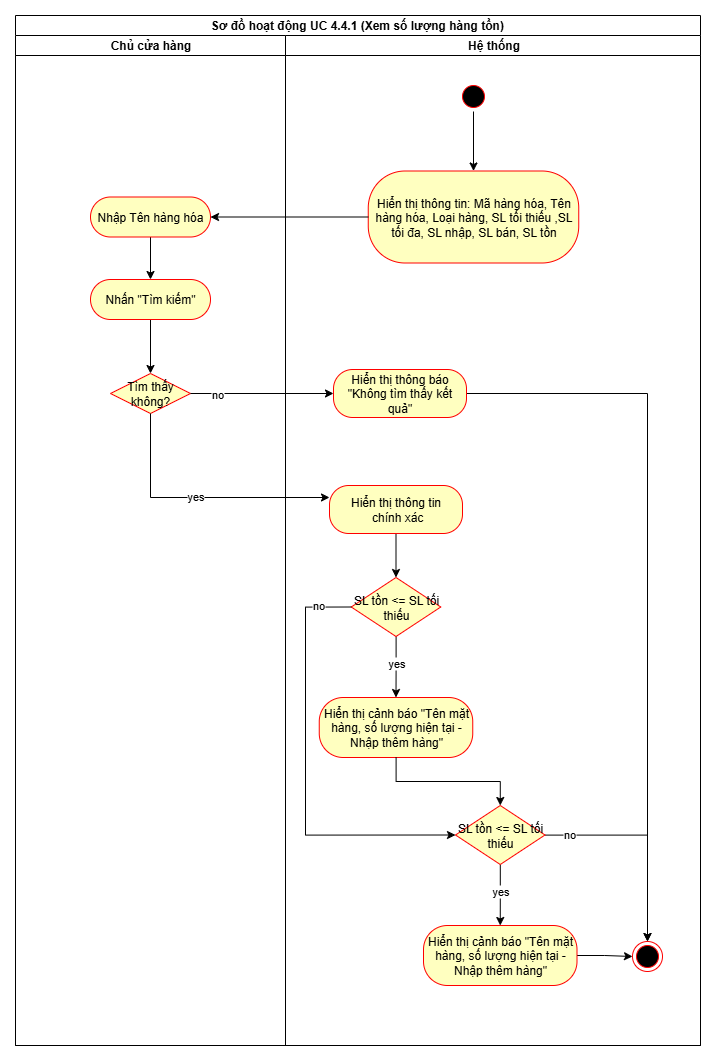 Sơ đồ hoạt động UC 4.4.1 (Xem số lượng hàng tồn)
Chủ cửa hàng
Hệ thống
Hiển thị thông tin: Mã hàng hóa, Tên
hàng hóa, Loại hàng, SL tối thiếu ,SL
tối đa, SL nhập, SL bán, SL tồn
Nhập Tên hàng hóa
Nhấn "Tìm kiếm"
Tìm thấy
không?
no
Hiển thị thông báo
"Không tìm thấy kết
quả"
yes
Hiển thị thông tin
chính xác
SL tồn <= SL tối
thiếu
no
yes
Hiển thị cảnh báo "Tên mặt
hàng, số lượng hiện tại -
Nhập thêm hàng"
SL tồn <= SL tối
thiếu
no
yes
Hiển thị cảnh báo "Tên mặt
hàng, số lượng hiện tại -
Nhập thêm hàng"